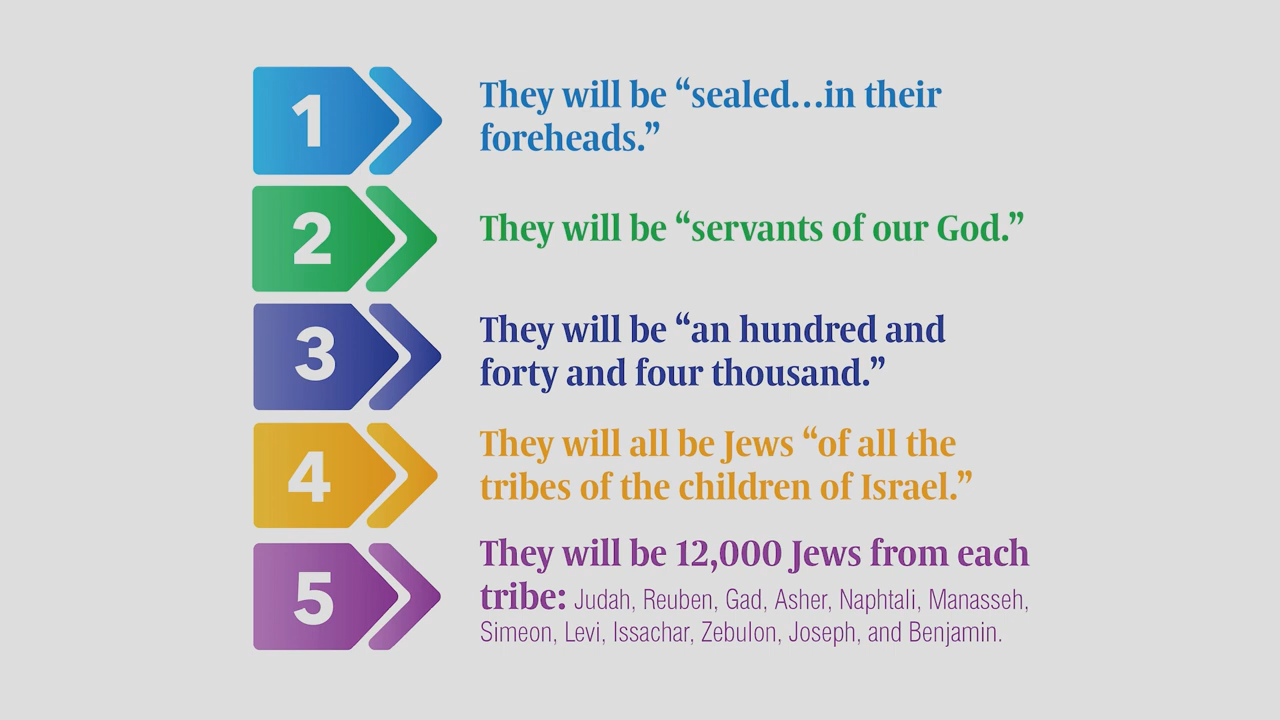 1
They will be “sealed...in their
foreheads.”
2
They will be “servants of our God.”
3
They will be “an hundred and
forty and four thousand.”
4
They will all be Jews “of all the
tribes of the children of Israel.”
5
They will be 12,000 Jews from each
tribe: Judah, Reuben, Gad, Asher, Naphtali, Manasseh,
Simeon, Levi, Issachar, Zebulon, Joseph, and Benjamin.